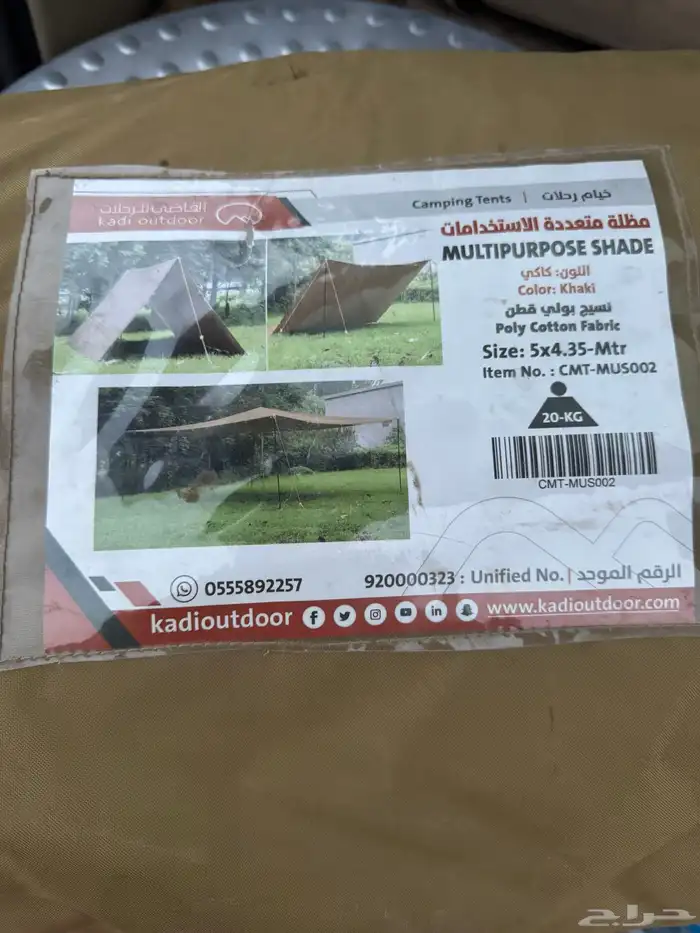 القاضي للرحلات
kadi outdoor
Camping Tents | خيام رحلات
مظلة متعددة الاستخدامات
MULTIPURPOSE SHADE
اللون: كاكي
Color: Khaki
نسيج بولي قطن
Poly Cotton Fabric
Size: 5x4.35-Mtr
Item No. : CMT-MUS002
20-KG
CMT-MUS002
0555892257
920000323 : Unified No. | الرقم الموحد
kadioutdoor
www.kadioutdoor.com
حراج